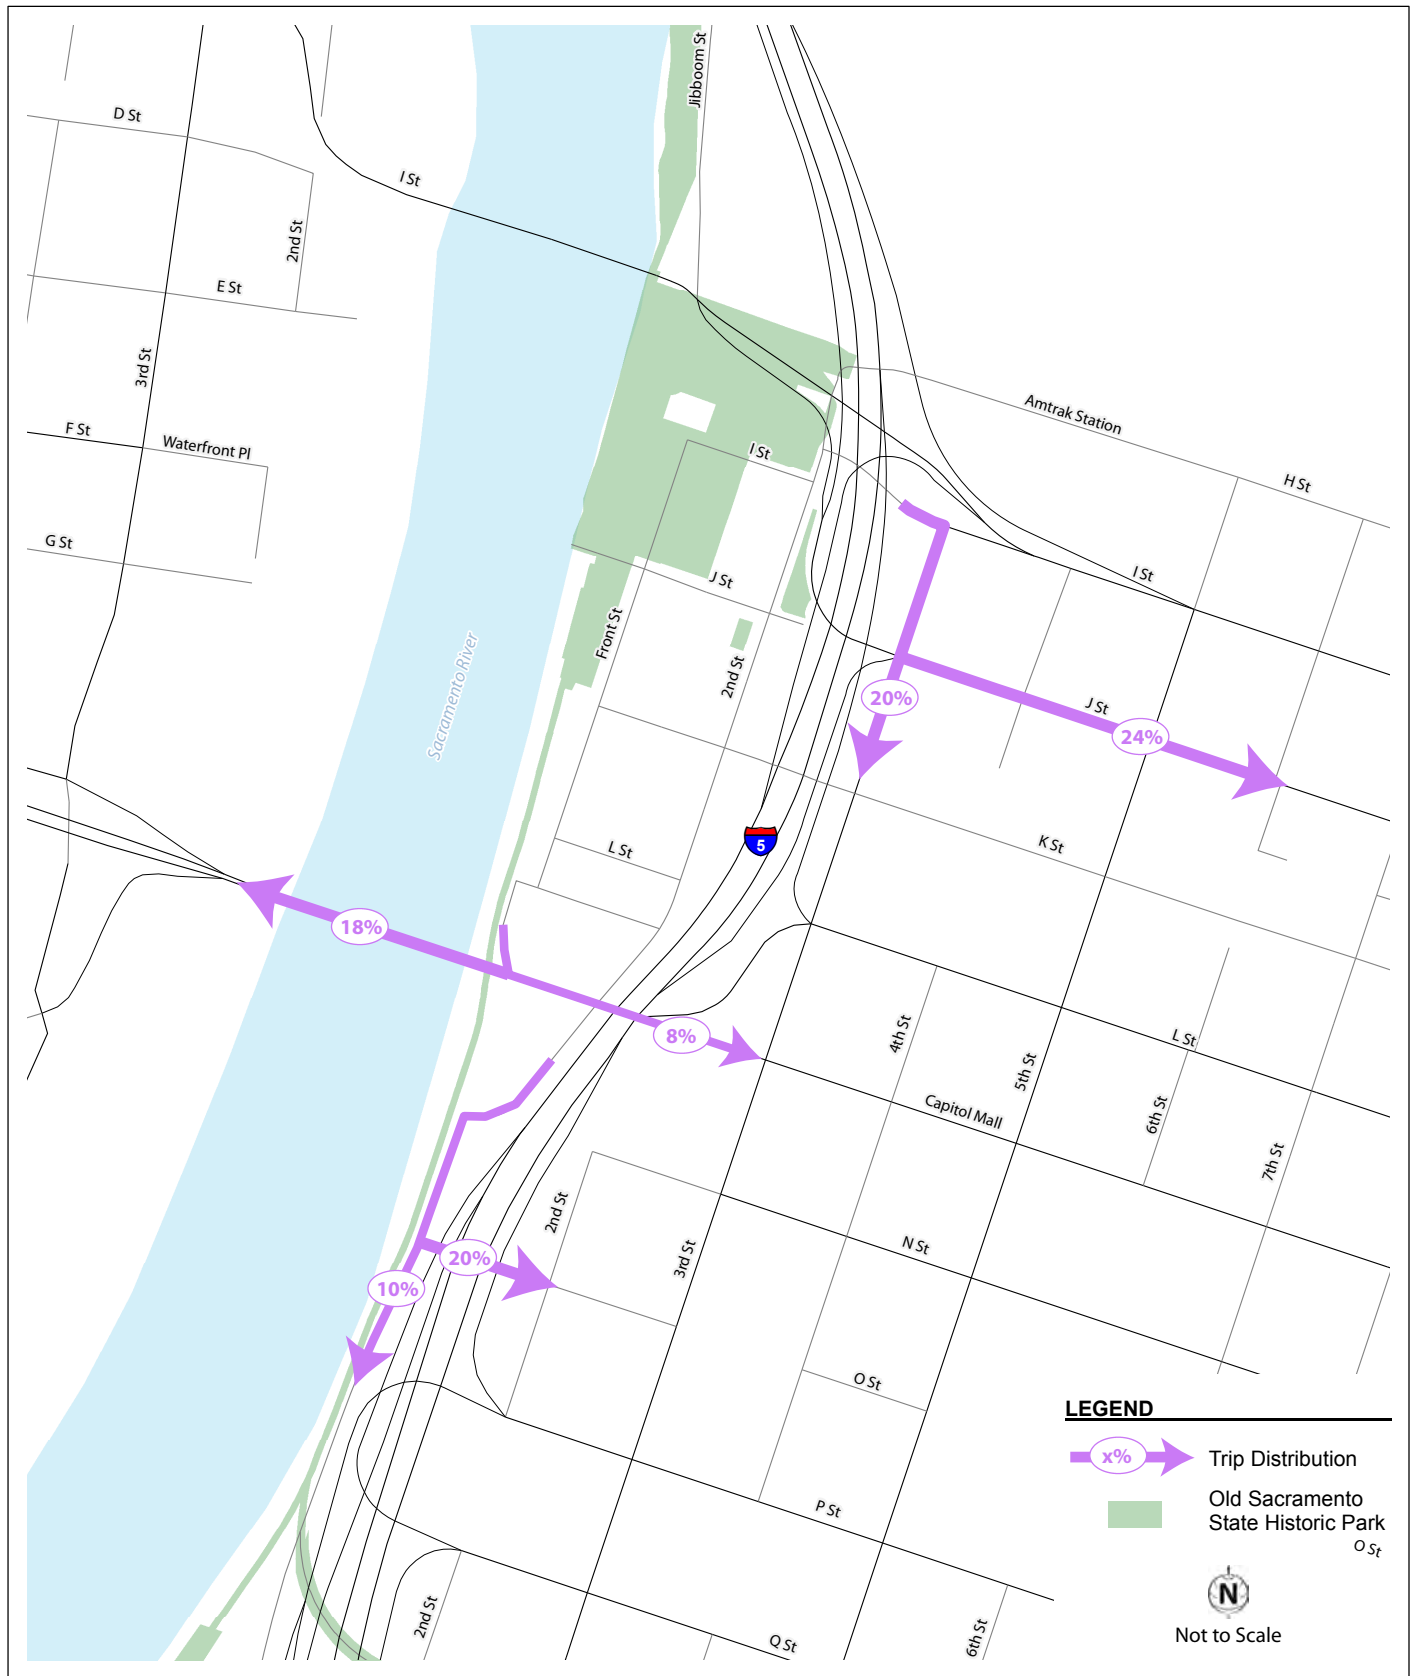 Jibboom St
D St
I St
2nd St
E St
3rd St
Amtrak Station
F St
Waterfront Pl
I St
H St
G St
I St
J St
Front St
Sacramento River
2nd St
20%
J St
24%
5
K St
L St
18%
8%
4th St
L St
5th St
Capitol Mall
6th St
7th St
2nd St
3rd St
N St
20%
10%
O St
LEGEND
x%
Trip Distribution
Old Sacramento
State Historic Park
O St
P St
N
Not to Scale
2nd St
Q St
6th St